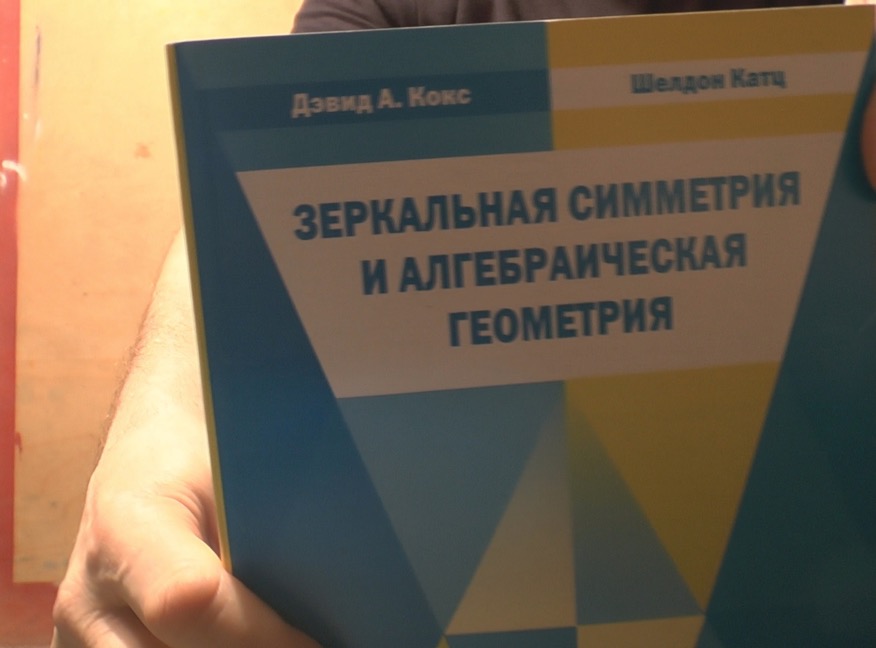 Дэвид А. Кокс
Шелдон Катц
ЗЕРКАЛЬНАЯ СИММЕТРИЯ
И АЛГЕБРАИЧЕСКАЯ
ГЕОМЕТРИЯ